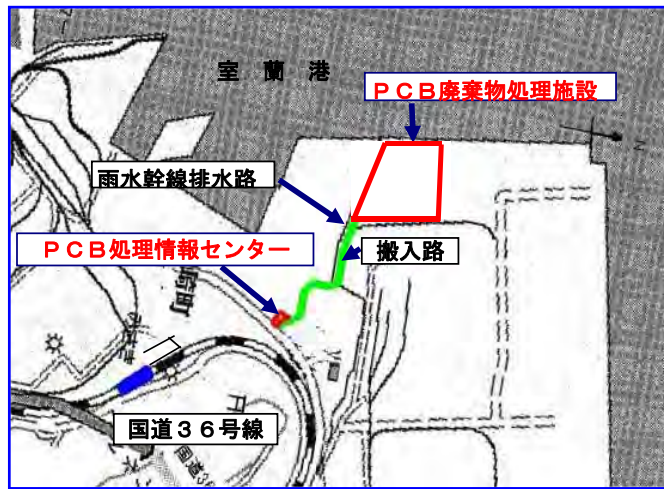 室蘭港
ＰＣＢ廃棄物処理施設
N
雨水幹線排水路
ＰＣＢ処理情報センター
搬入路
国道３６号線